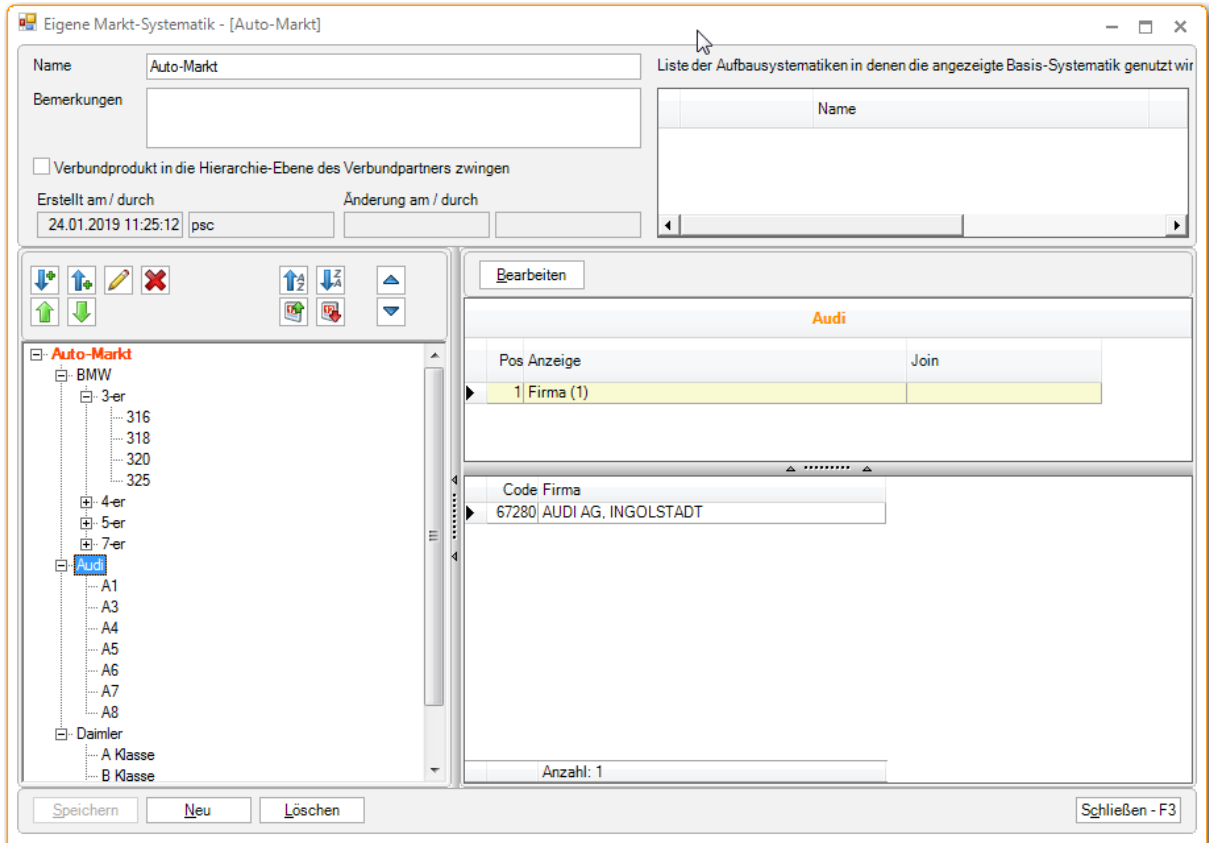 Eigene Markt-Systematik - [Auto-Markt]
Name
Auto-Markt
Bemerkungen
Verbundprodukt in die Hierarchie-Ebene des Verbundpartners zwingen
Erstellt am / durch
Änderung am / durch
24.01.2019 11:25:12
psc
Liste der Aufbausystematiken in denen die angezeigte Basis-Systematik genutzt wir
Name
Auto-Markt
BMW
3-er
316
318
320
325
4-er
5-er
7-er
Audi
A1
A3
A4
A5
A6
A7
A8
Daimler
A Klasse
B Klasse
Bearbeiten
Audi
Pos Anzeige Join
1 Firma (1)
Code Firma
67280 AUDI AG, INGOLSTADT
Anzahl: 1
Speichern
Neu
Löschen
Schließen - F3